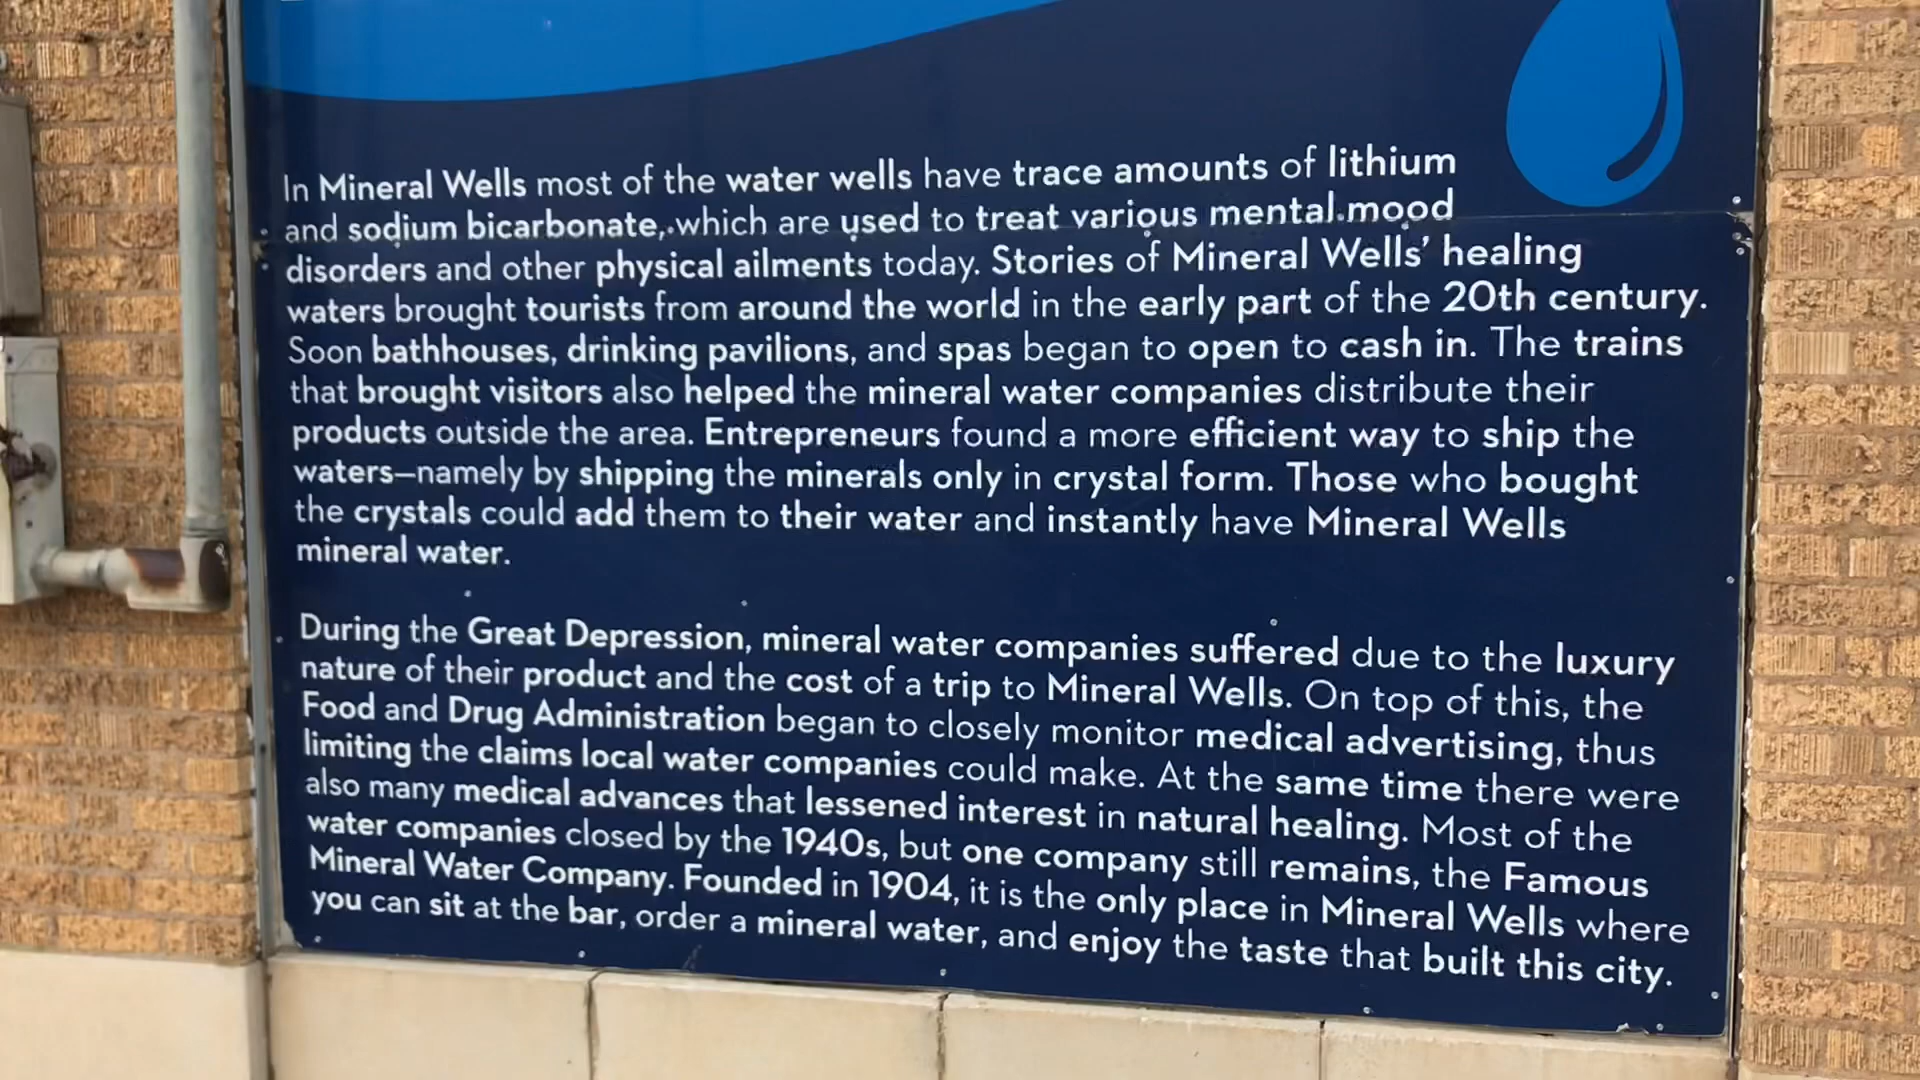 In Mineral Wells most of the water wells have trace amounts of lithium
and sodium bicarbonate, which are used to treat various mental mood
disorders and other physical ailments today. Stories of Mineral Wells’ healing
waters brought tourists from around the world in the early part of the 20th century.
Soon bathhouses, drinking pavilions, and spas began to open to cash in. The trains
that brought visitors also helped the mineral water companies distribute their
products outside the area. Entrepreneurs found a more efficient way to ship the
waters—namely by shipping the minerals only in crystal form. Those who bought
the crystals could add them to their water and instantly have Mineral Wells
mineral water.
During the Great Depression, mineral water companies suffered due to the luxury
nature of their product and the cost of a trip to Mineral Wells. On top of this, the
Food and Drug Administration began to closely monitor medical advertising, thus
limiting the claims local water companies could make. At the same time there were
also many medical advances that lessened interest in natural healing. Most of the
water companies closed by the 1940s, but one company still remains, the Famous
Mineral Water Company. Founded in 1904, it is the only place in Mineral Wells where
you can sit at the bar, order a mineral water, and enjoy the taste that built this city.